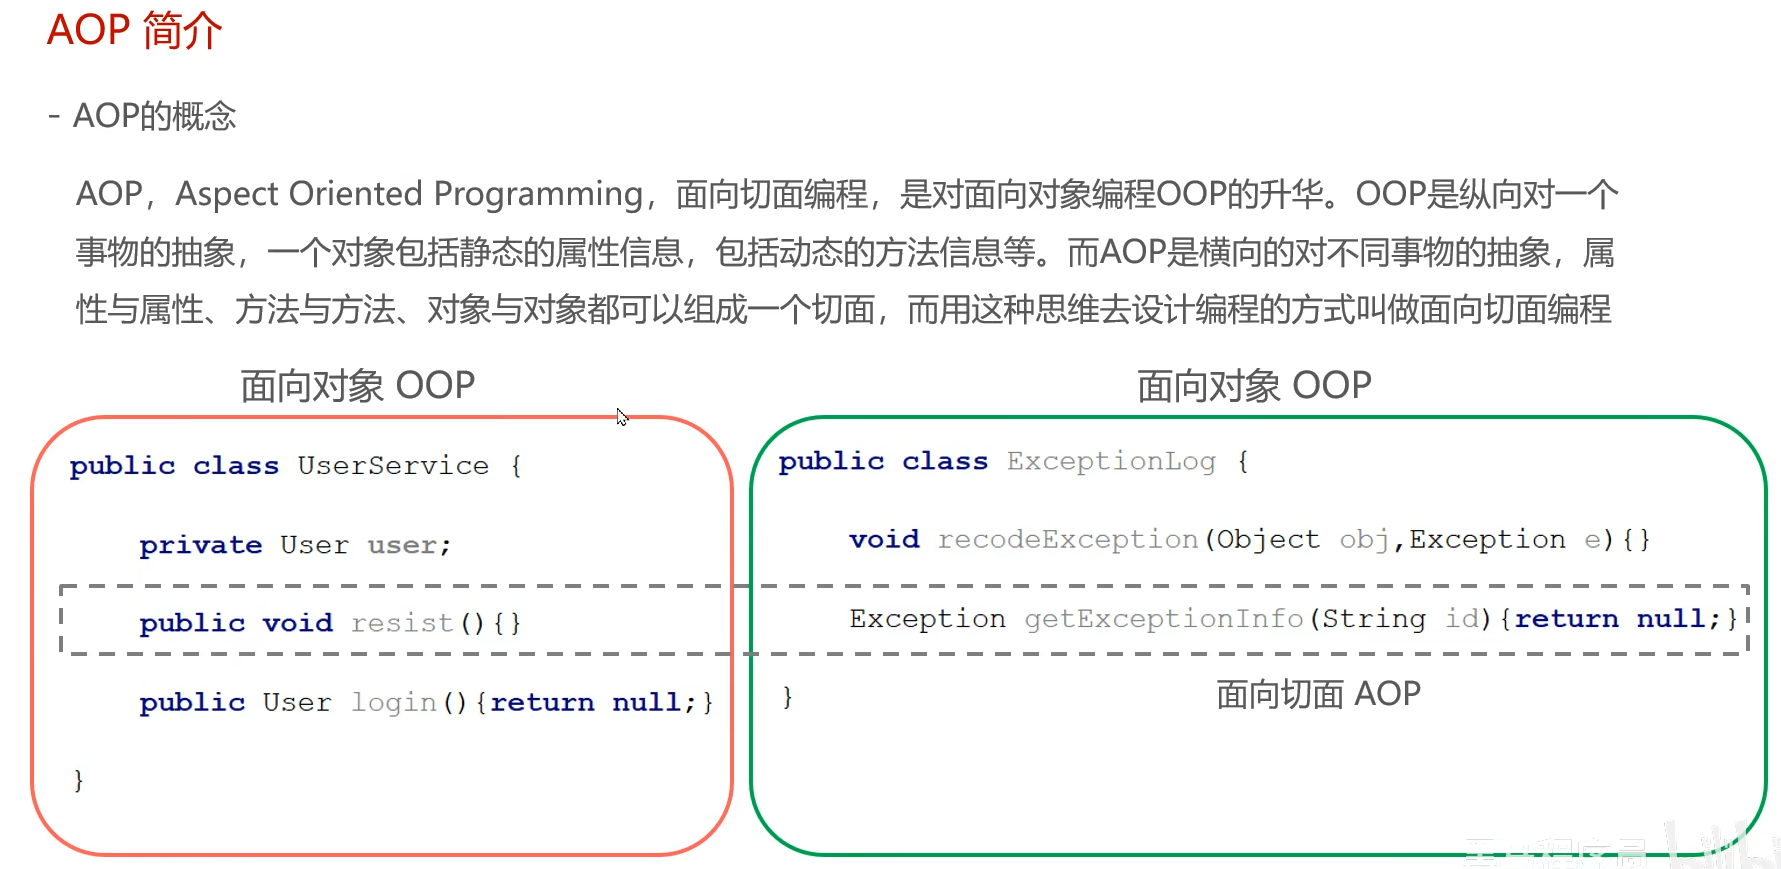 AOP 简介
- AOP的概念
AOP，Aspect Oriented Programming，面向切面编程，是对面向对象编程OOP的升华。OOP是纵向对一个
事物的抽象，一个对象包括静态的属性信息，包括动态的方法信息等。而AOP是横向的对不同事物的抽象，属
性与属性、方法与方法、对象与对象都可以组成一个切面，而用这种思维去设计编程的方式叫做面向切面编程
面向对象 OOP
public class UserService {
private User user;
public void resist(){}
public User login(){return null;}
}
面向对象 OOP
public class ExceptionLog {
void recodeException(Object obj,Exception e){}
Exception getExceptionInfo(String id){return null;}
}
面向切面 AOP